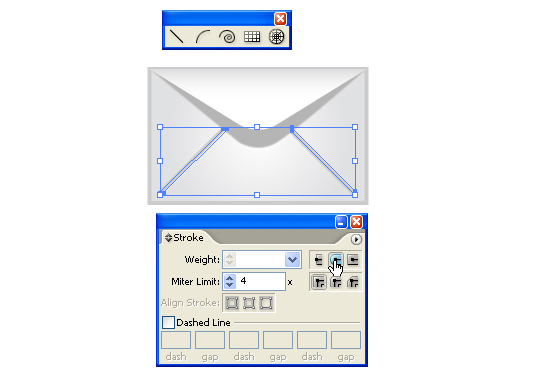 Stroke
Weight:
Miter Limit: 4 x
Align Stroke:
Dashed Line
dash gap dash gap dash gap